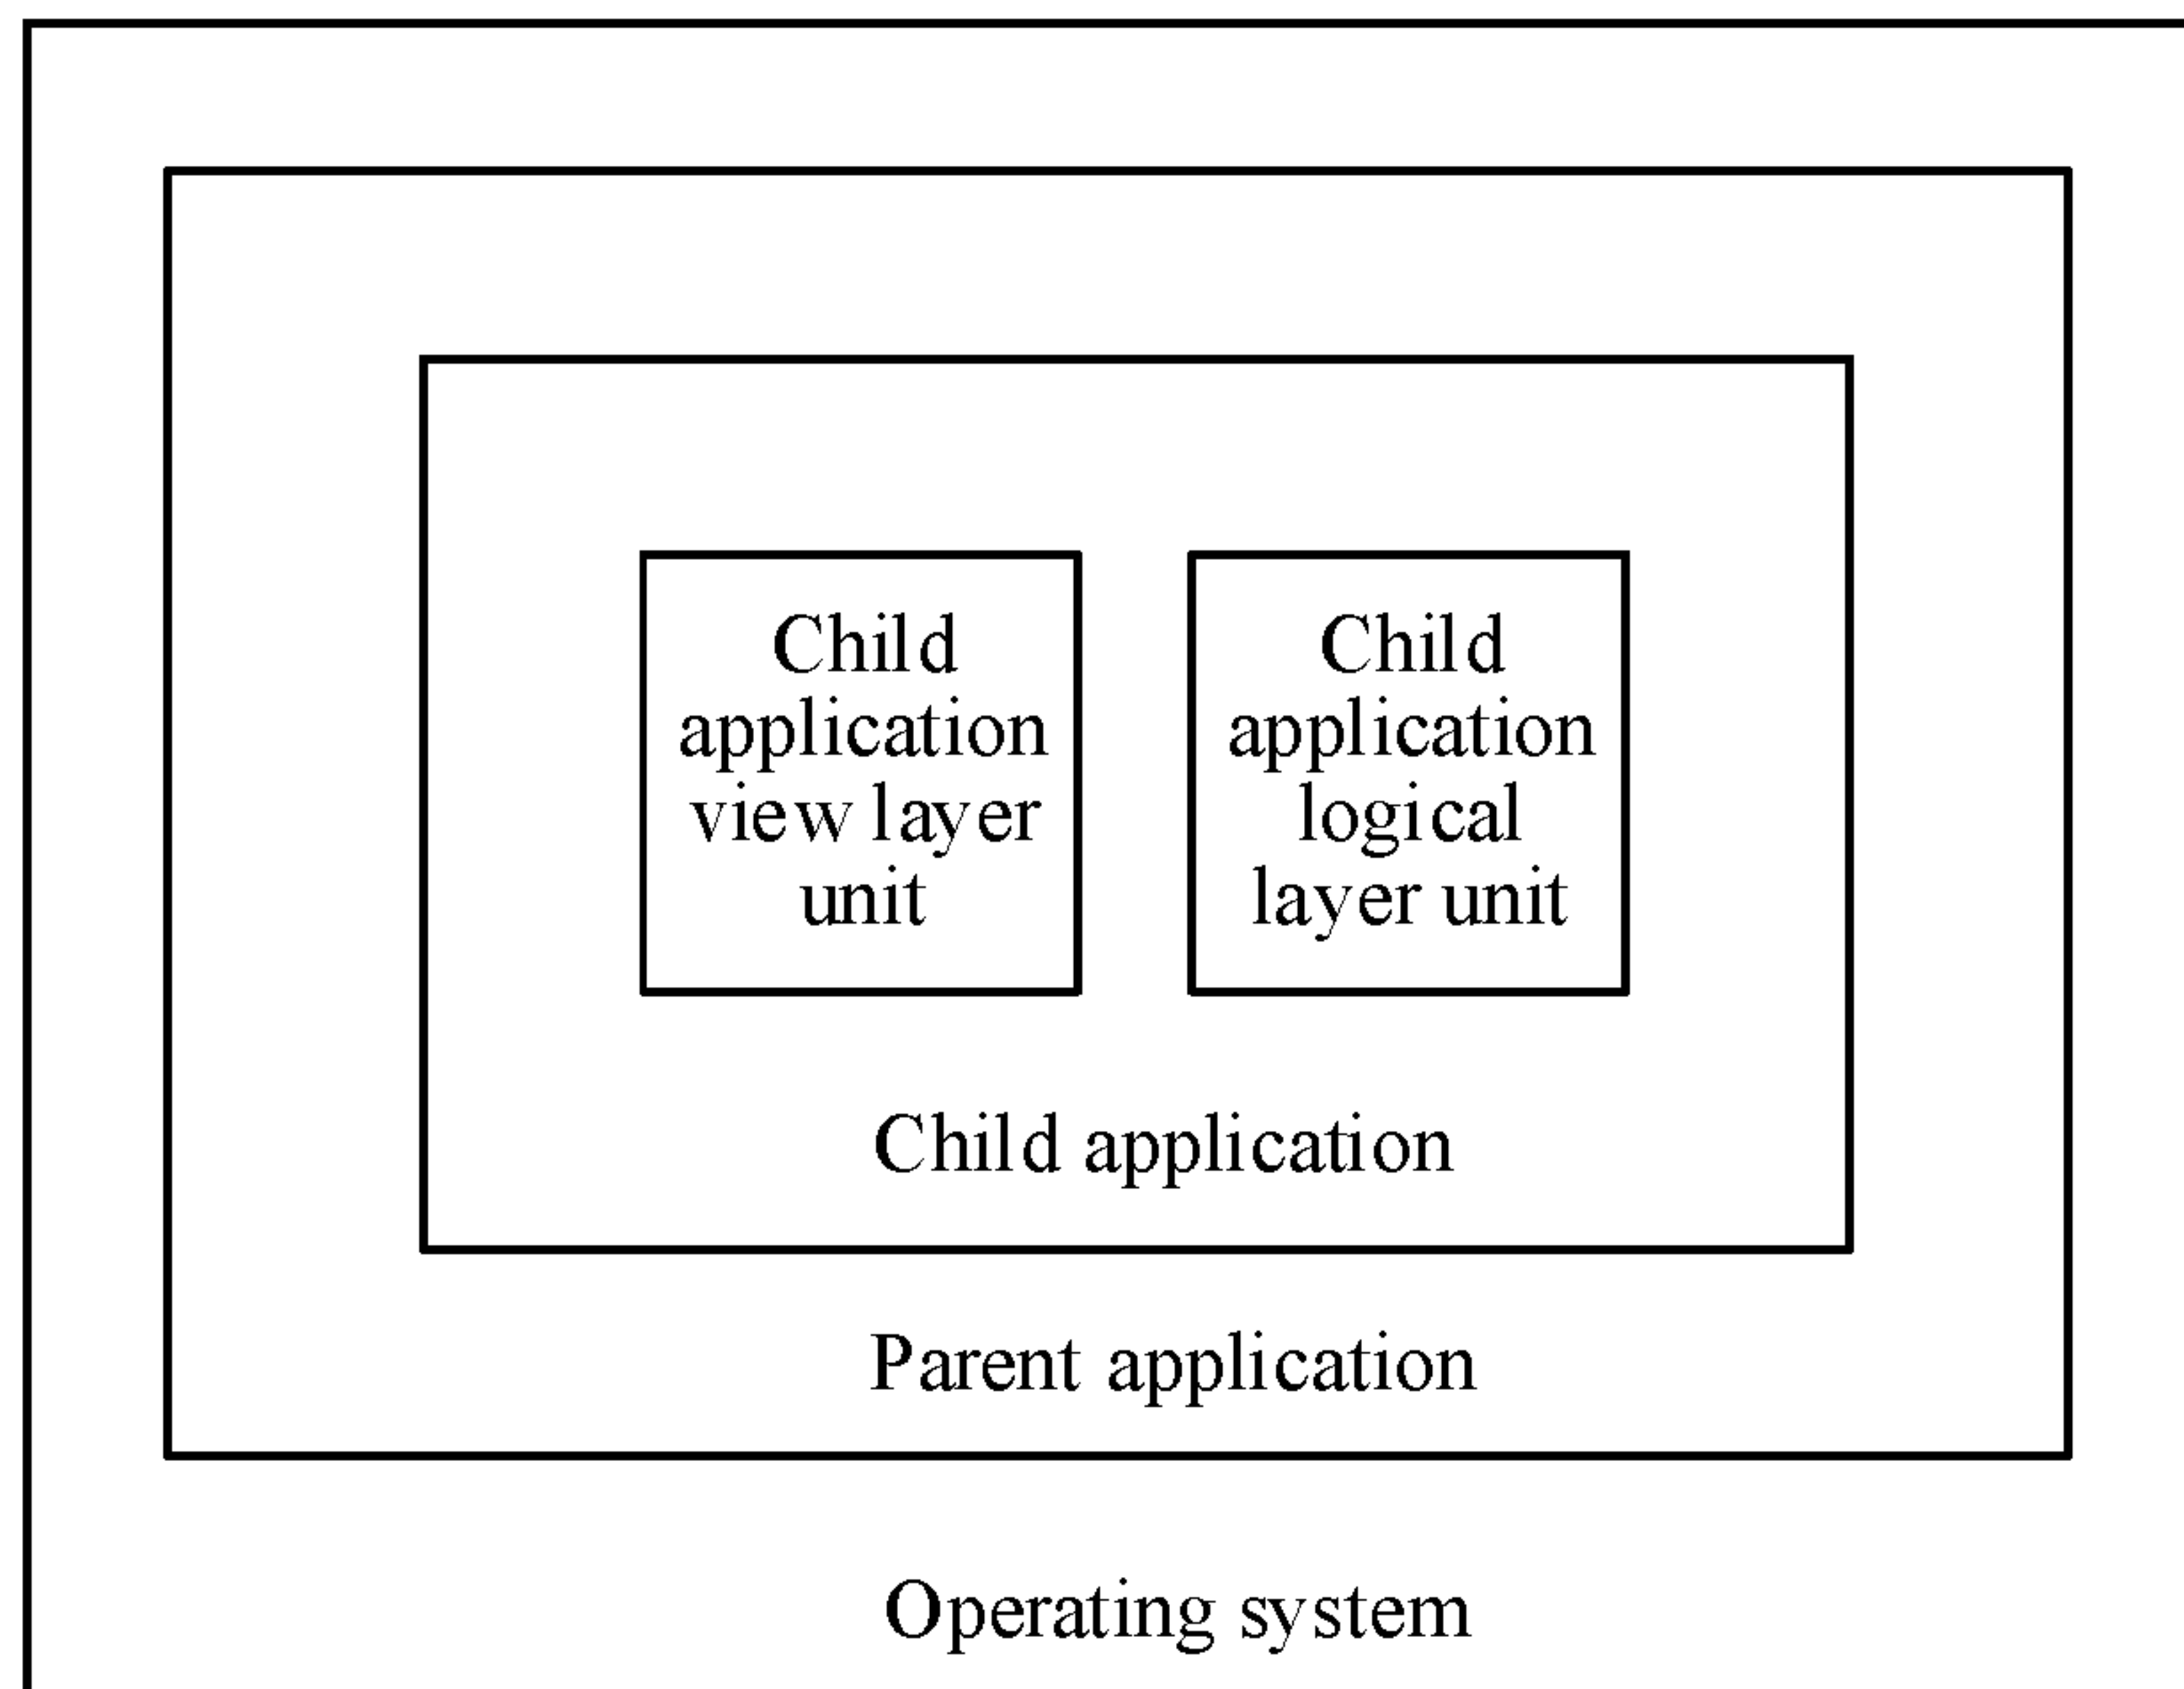 Child
application
view layer
unit
Child
application
logical
layer unit
Child application
Parent application
Operating system